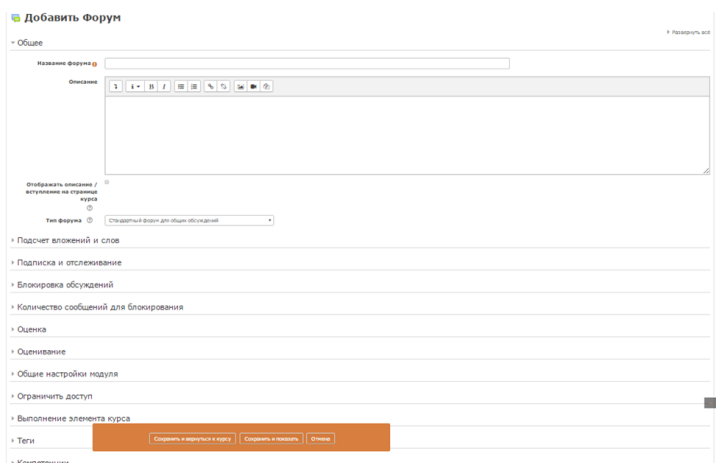 Добавить Форум
Развернуть всё
Общее
Название форума
Описание
Отображать описание /
вступление на странице
курса
Тип форума
Стандартный форум для общих обсуждений
Подсчет вложений и слов
Подписка и отслеживание
Блокировка обсуждений
Количество сообщений для блокирования
Оценка
Оценивание
Общие настройки модуля
Ограничить доступ
Выполнение элемента курса
Сохранить и вернуться к курсу Сохранить и показать Отмена
Теги
Компетенции